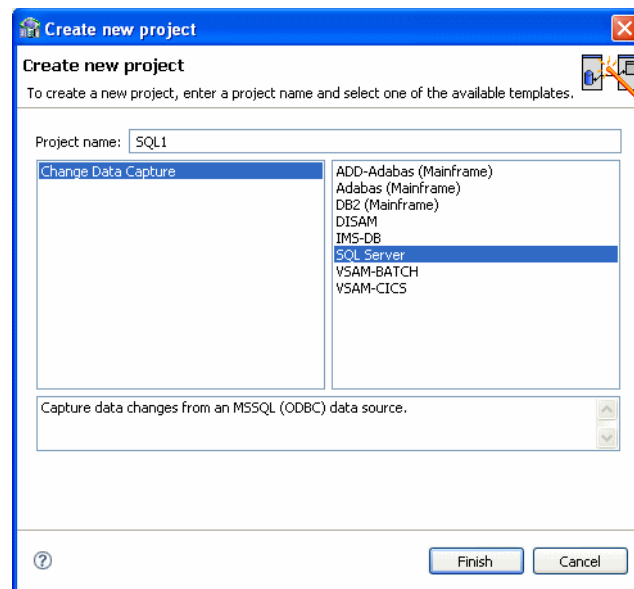 Create new project
Create new project
To create a new project, enter a project name and select one of the available templates.
Project name: SQL1
Change Data Capture
ADD-Adabas (Mainframe)
Adabas (Mainframe)
DB2 (Mainframe)
DISAM
IMS-DB
SQL Server
VSAM-BATCH
VSAM-CICS
Capture data changes from an MSSQL (ODBC) data source.
?
Finish Cancel